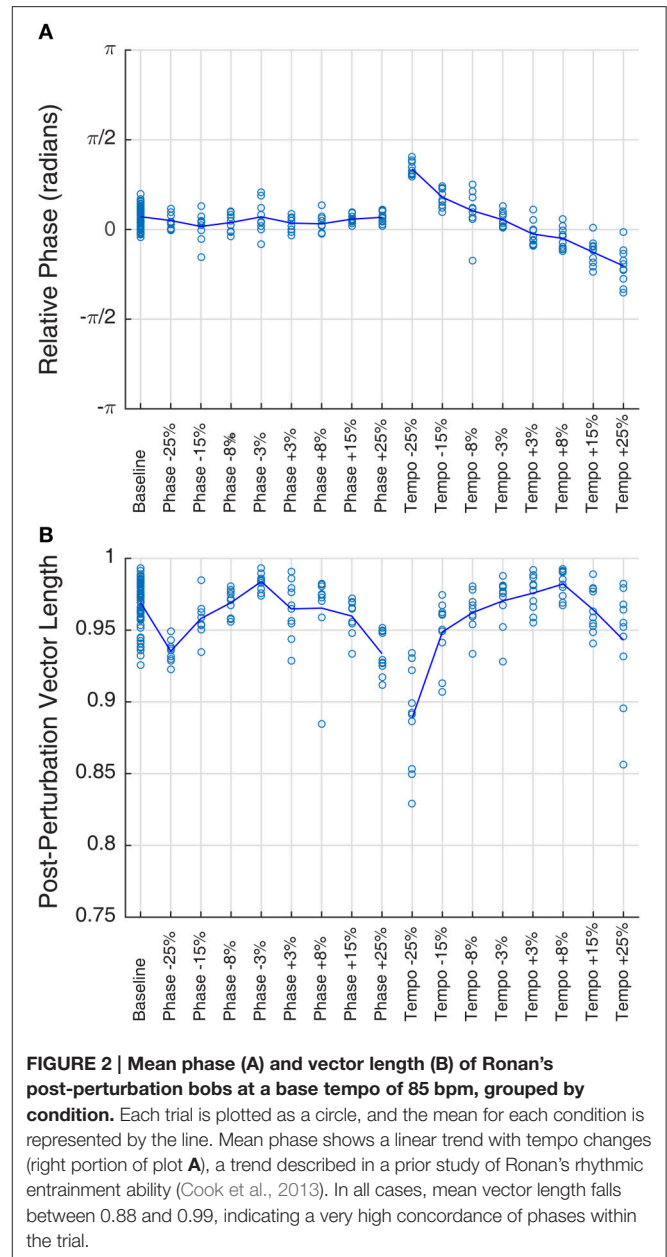 A
π
π/2
0
-π/2
-π
Relative Phase (radians)
Baseline
Phase -25%
Phase -15%
Phase -8%
Phase -3%
Phase +3%
Phase +8%
Phase +15%
Phase +25%
Tempo -25%
Tempo -15%
Tempo -8%
Tempo -3%
Tempo +3%
Tempo +8%
Tempo +15%
Tempo +25%
B
1
0.95
0.9
0.85
0.8
0.75
Post-Perturbation Vector Length
Baseline
Phase -25%
Phase -15%
Phase -8%
Phase -3%
Phase +3%
Phase +8%
Phase +15%
Phase +25%
Tempo -25%
Tempo -15%
Tempo -8%
Tempo -3%
Tempo +3%
Tempo +8%
Tempo +15%
Tempo +25%
FIGURE 2 | Mean phase (A) and vector length (B) of Ronan's
post-perturbation bobs at a base tempo of 85 bpm, grouped by
condition. Each trial is plotted as a circle, and the mean for each condition is
represented by the line. Mean phase shows a linear trend with tempo changes
(right portion of plot A), a trend described in a prior study of Ronan's rhythmic
entrainment ability (Cook et al., 2013). In all cases, mean vector length falls
between 0.88 and 0.99, indicating a very high concordance of phases within
the trial.